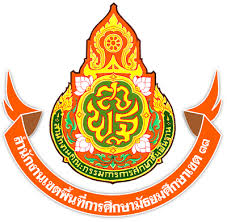 สำนักงานคณะกรรมการการศึกษาขั้นพื้นฐาน
สำนักงานเขตพื้นที่การศึกษามัธยมศึกษาเขต